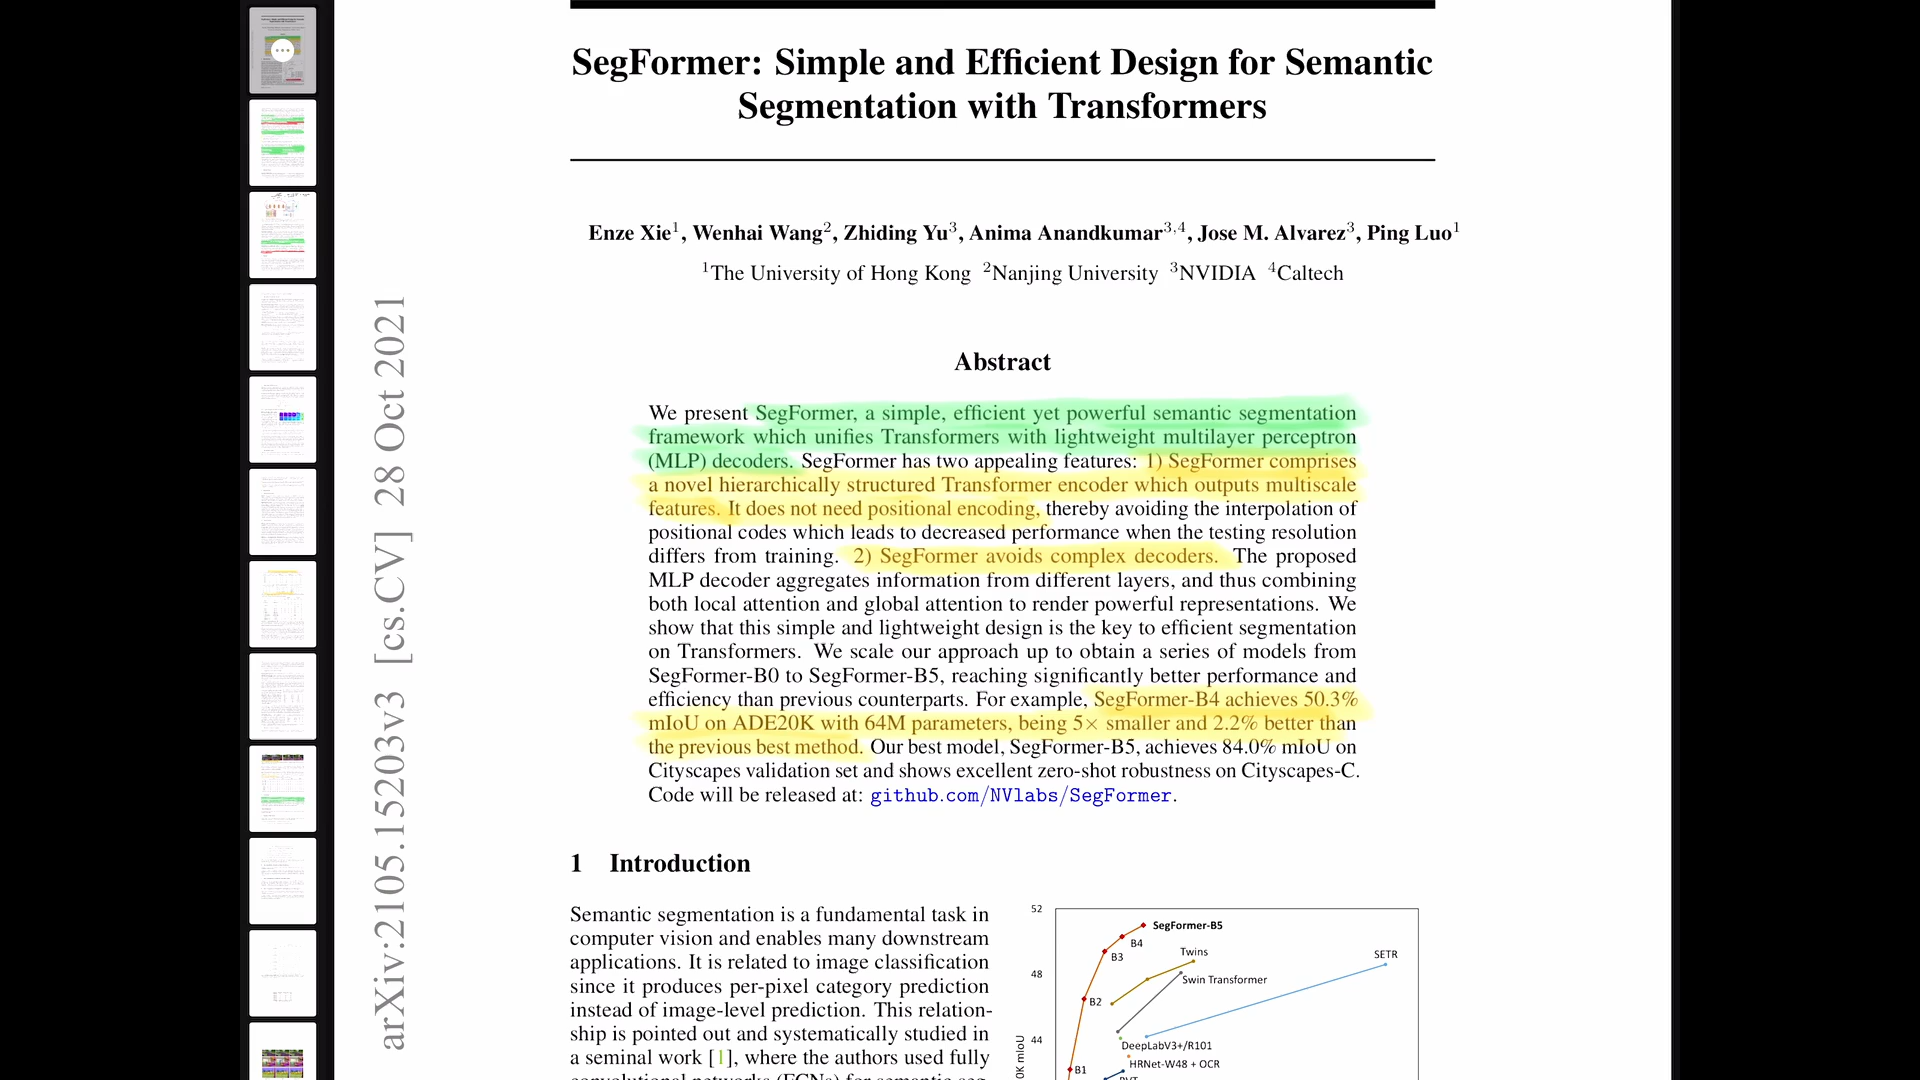 SegFormer: Simple and Efficient Design for Semantic
Segmentation with Transformers
Enze Xie1, Wenhai Wang2, Zhiding Yu3, Anima Anandkumar3,4, Jose M. Alvarez3, Ping Luo1
1The University of Hong Kong 2Nanjing University 3NVIDIA 4Caltech
arXiv:2105.15203v3 [cs.CV] 28 Oct 2021
Abstract
We present SegFormer, a simple, efficient yet powerful semantic segmentation
framework which unifies Transformers with lightweight multilayer perceptron
(MLP) decoders. SegFormer has two appealing features: 1) SegFormer comprises
a novel hierarchically structured Transformer encoder which outputs multiscale
features. It does not need positional encoding, thereby avoiding the interpolation of
positional codes which leads to decreased performance when the testing resolution
differs from training. 2) SegFormer avoids complex decoders. The proposed
MLP decoder aggregates information from different layers, and thus combining
both local attention and global attention to render powerful representations. We
show that this simple and lightweight design is the key to efficient segmentation
on Transformers. We scale our approach up to obtain a series of models from
SegFormer-B0 to SegFormer-B5, reaching significantly better performance and
efficiency than previous counterparts. For example, SegFormer-B4 achieves 50.3%
mIoU on ADE20K with 64M parameters, being 5× smaller and 2.2% better than
the previous best method. Our best model, SegFormer-B5, achieves 84.0% mIoU on
Cityscapes validation set and shows excellent zero-shot robustness on Cityscapes-C.
Code will be released at: github.com/NVlabs/SegFormer.
1 Introduction
Semantic segmentation is a fundamental task in
computer vision and enables many downstream
applications. It is related to image classification
since it produces per-pixel category prediction
instead of image-level prediction. This relation-
ship is pointed out and systematically studied in
a seminal work [1], where the authors used fully
convolutional networks (FCNs) for semantic seg-
52
SegFormer-B5
B4
B3
Twins
SETR
48
Swin Transformer
B2
44
DeepLabV3+/R101
HRNet-W48 + OCR
B1
PVT
0K mIoU